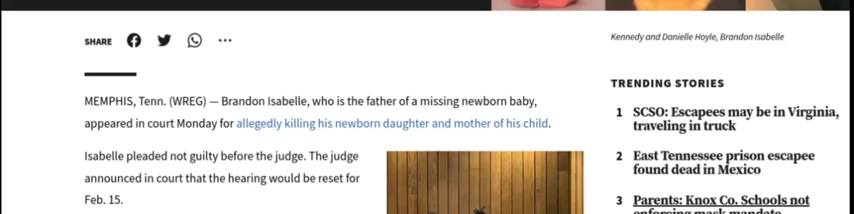 SHARE
Kennedy and Danielle Hoyle, Brandon Isabelle
MEMPHIS, Tenn. (WREG) — Brandon Isabelle, who is the father of a missing newborn baby,
appeared in court Monday for allegedly killing his newborn daughter and mother of his child.
Isabelle pleaded not guilty before the judge. The judge
announced in court that the hearing would be reset for
Feb. 15.
TRENDING STORIES
1 SCSO: Escapees may be in Virginia,
traveling in truck
2 East Tennessee prison escapee
found dead in Mexico
3 Parents: Knox Co. Schools not
enforcing mask mandate